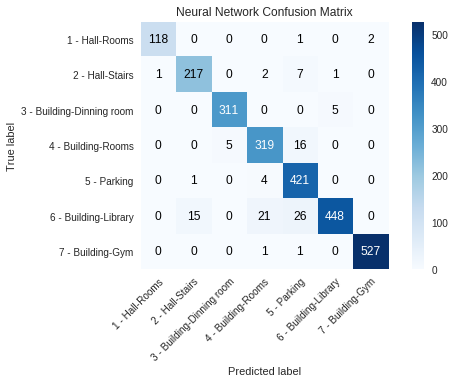 Neural Network Confusion Matrix
1 - Hall-Rooms 118 0 0 0 1 0 2
2 - Hall-Stairs 1 217 0 2 7 1 0
3 - Building-Dinning room 0 0 311 0 0 5 0
4 - Building-Rooms 0 0 5 319 16 0 0
5 - Parking 0 1 0 4 421 0 0
6 - Building-Library 0 15 0 21 26 448 0
7 - Building-Gym 0 0 0 1 1 0 527
True label
1 - Hall-Rooms
2 - Hall-Stairs
3 - Building-Dinning room
4 - Building-Rooms
5 - Parking
6 - Building-Library
7 - Building-Gym
Predicted label
500
400
300
200
100
0